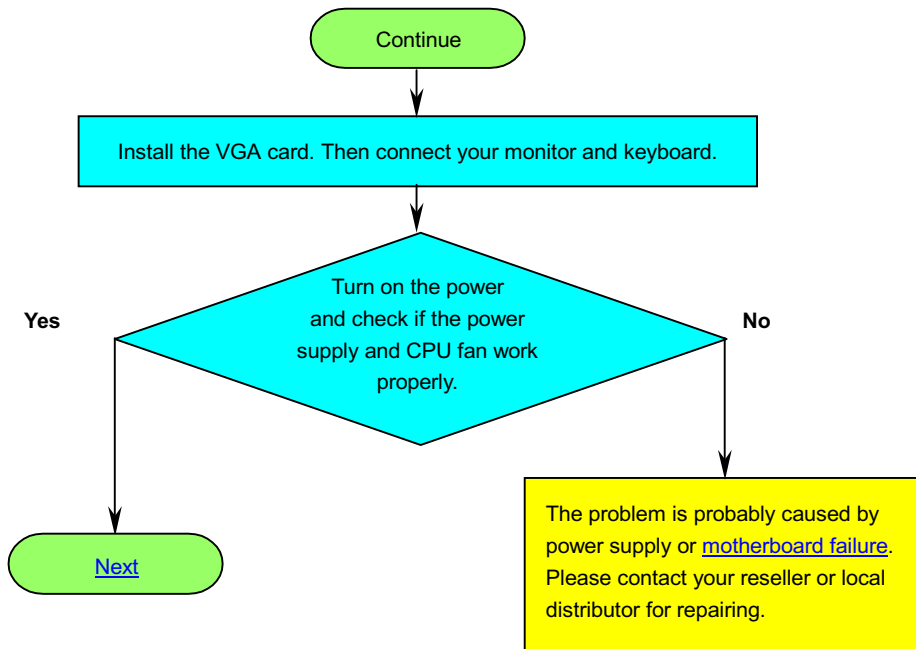 Continue
Install the VGA card. Then connect your monitor and keyboard.
Turn on the power
and check if the power
supply and CPU fan work
properly.
Yes
No
Next
The problem is probably caused by
power supply or motherboard failure.
Please contact your reseller or local
distributor for repairing.